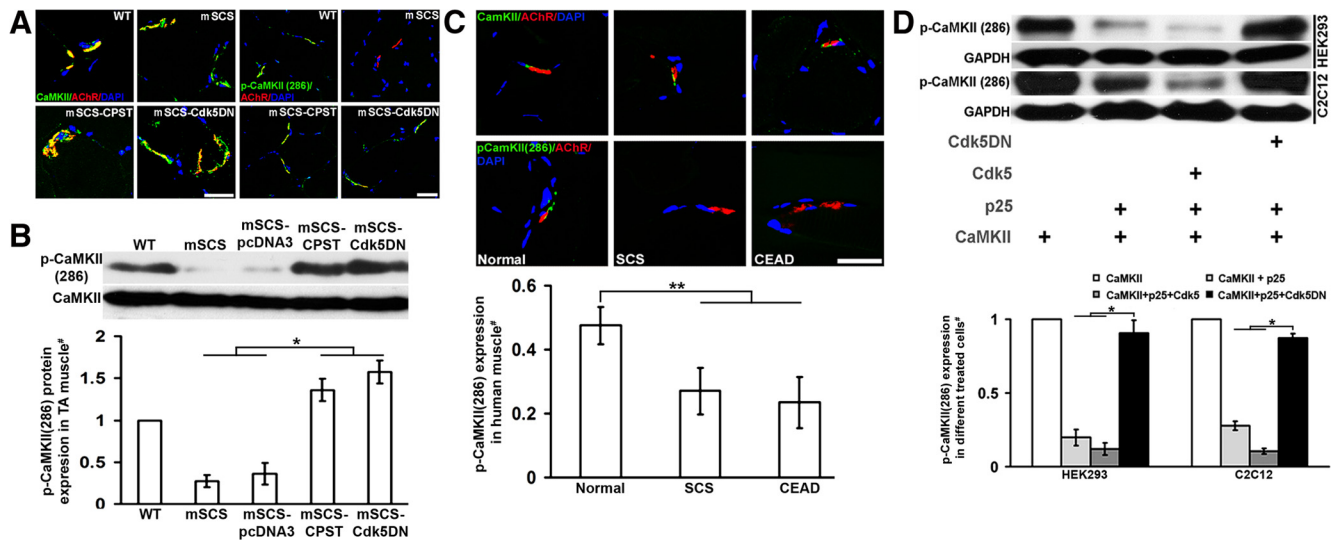 A
WT
mSCS
WT
mSCS
CaMKII/AChR/DAPI
p-CaMKII (286)/
AChR/DAPI
mSCS-CPST
mSCS-Cdk5DN
mSCS-CPST
mSCS-Cdk5DN
B
WT
mSCS
mSCS-
pcDNA3
mSCS-
CPST
mSCS-
Cdk5DN
p-CaMKII
(286)
CaMKII
p-CaMKII(286) protein
expresion in TA muscle#
2
1.5
1
0.5
0
*
WT
mSCS
mSCS-
pcDNA3
mSCS-
CPST
mSCS-
Cdk5DN
C
CamKII/AChR/DAPI
pCamKII(286)/AChR/
DAPI
Normal
SCS
CEAD
p-CaMKII(286) expression
in human muscle#
0.6
0.4
0.2
0
**
Normal
SCS
CEAD
D
p-CaMKII (286)
GAPDH
HEK293
p-CaMKII (286)
GAPDH
C2C12
Cdk5DN
+
Cdk5
+
p25
+ + +
CaMKII
+ + + +
CaMKII
CaMKII + p25
CaMKII+p25+Cdk5
CaMKII+p25+Cdk5DN
p-CaMKII(286) expression
in different treated cells#
1
0.5
0
*
*
HEK293
C2C12